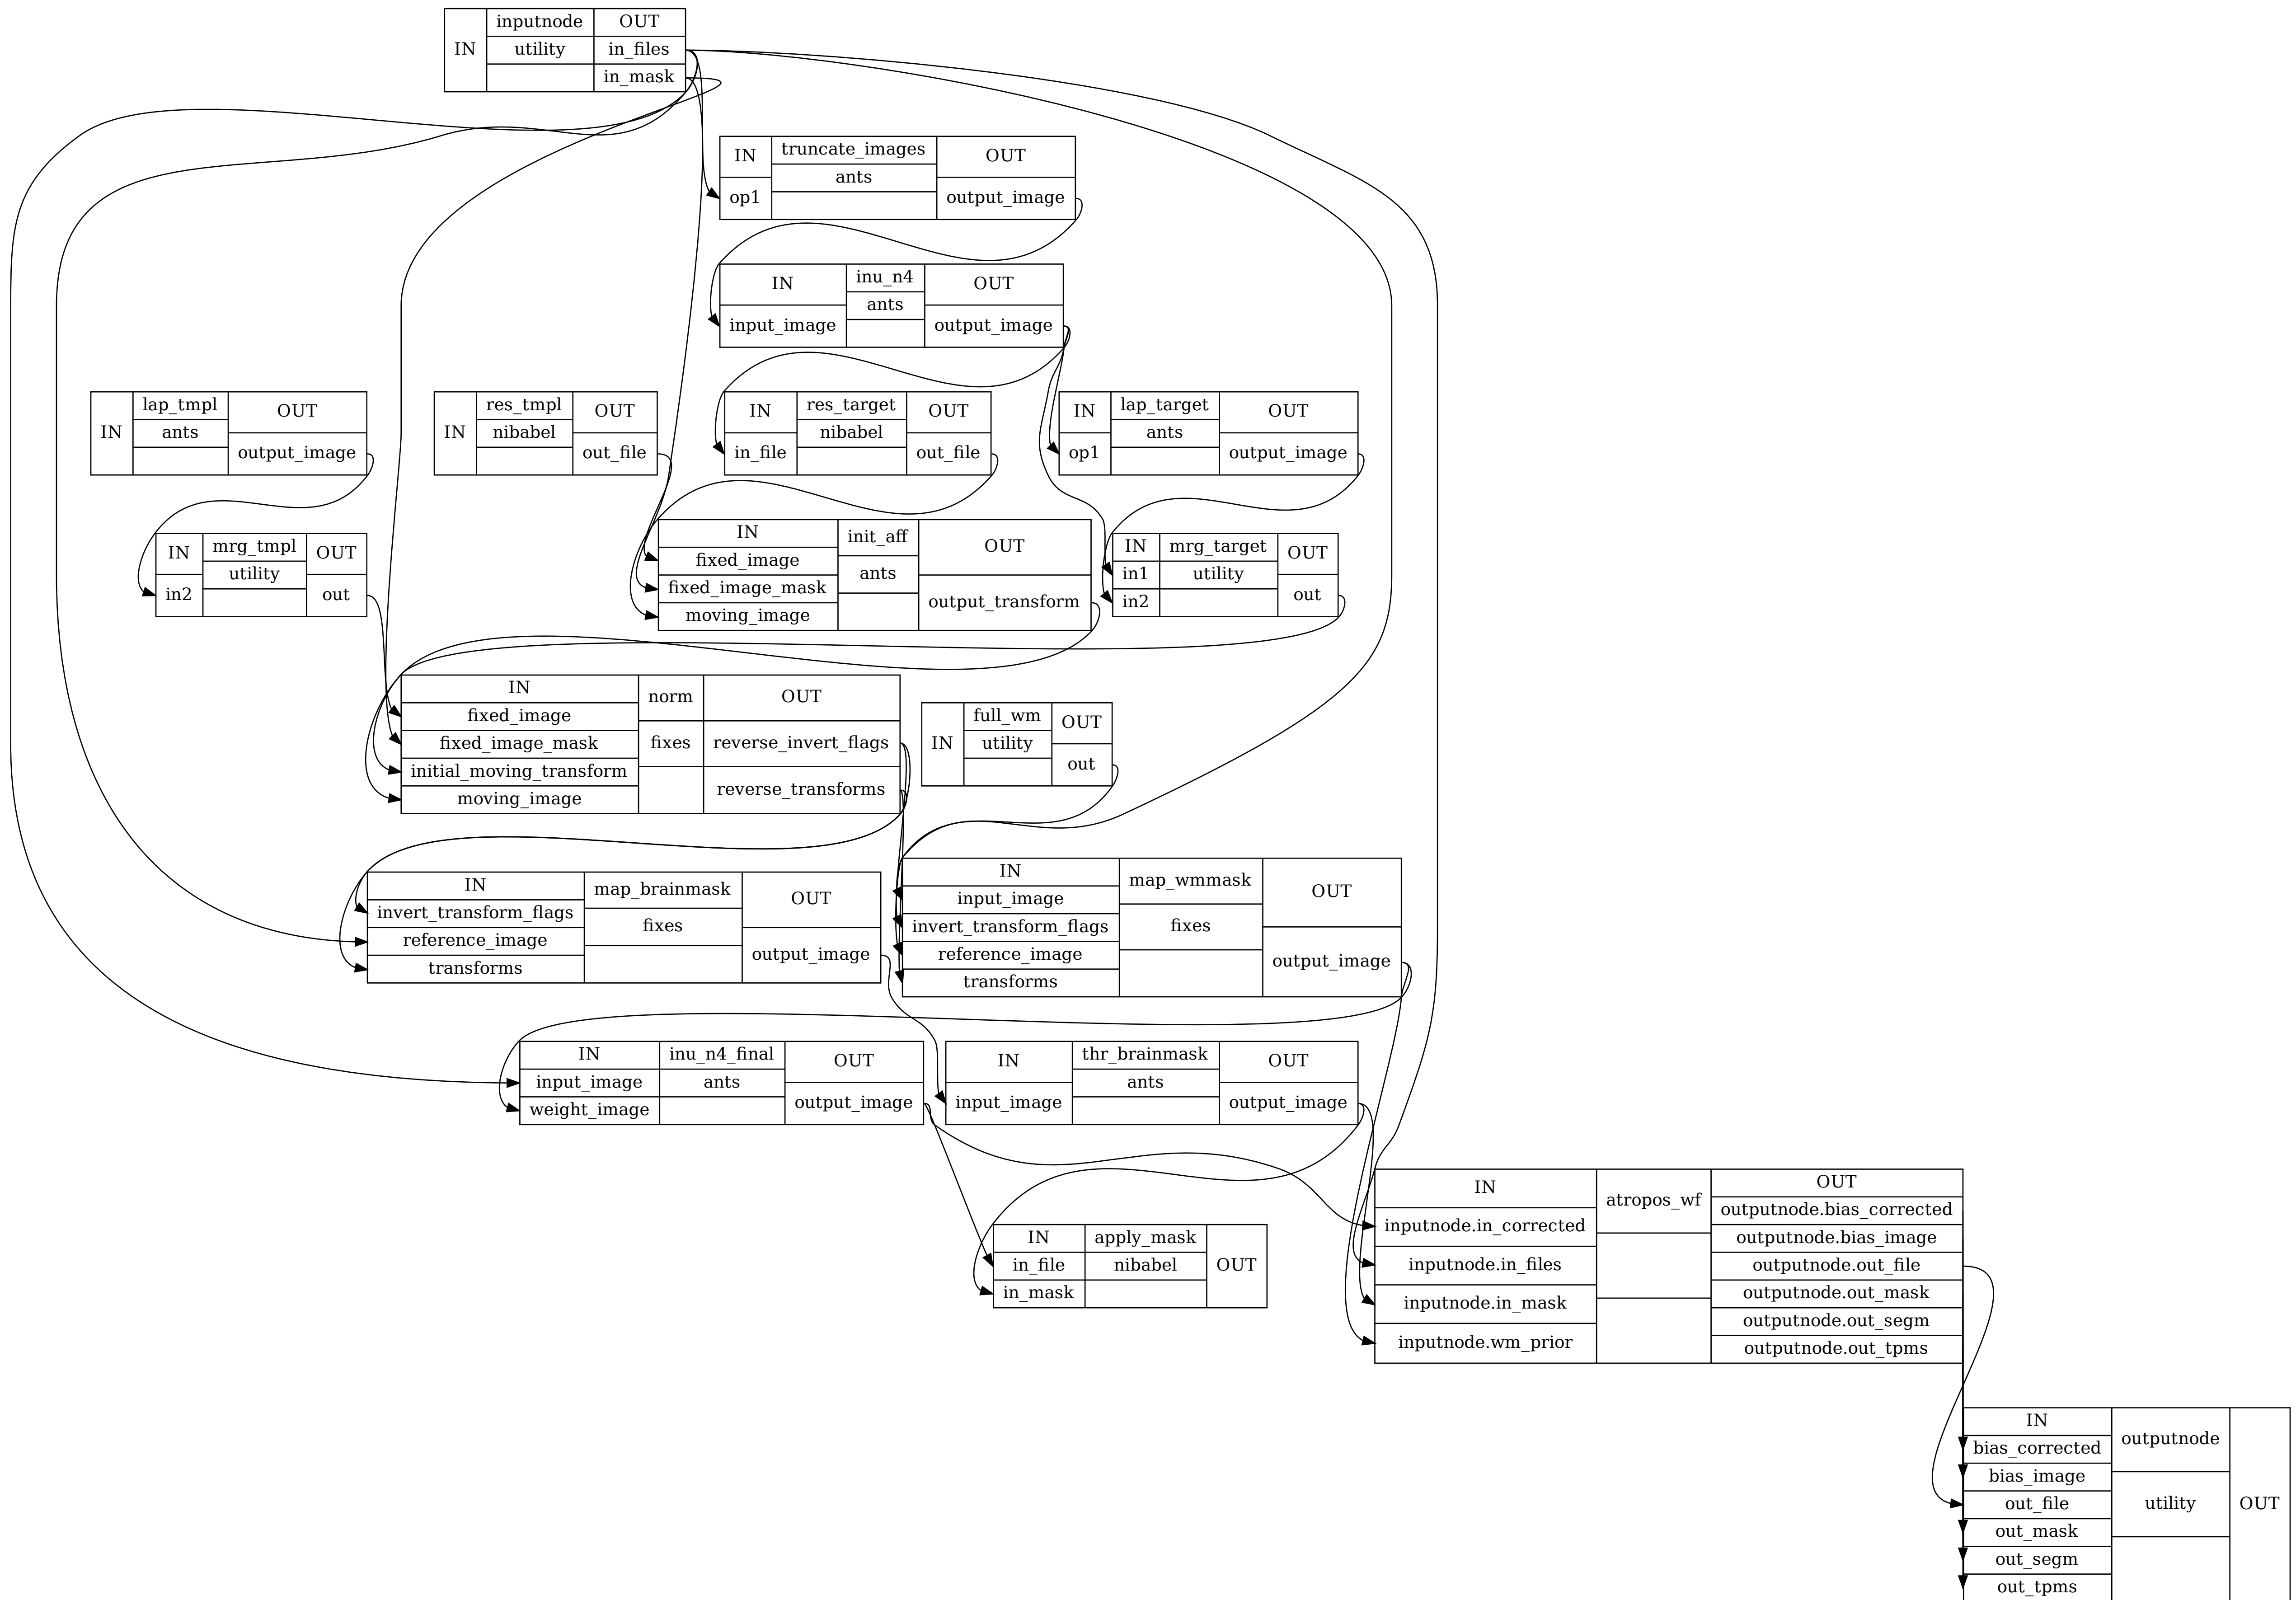 IN
inputnode
utility
OUT
in_files
in_mask
IN
op1
truncate_images
ants
OUT
output_image
IN
input_image
inu_n4
ants
OUT
output_image
IN
lap_tmpl
ants
OUT
output_image
IN
res_tmpl
nibabel
OUT
out_file
IN
in_file
res_target
nibabel
OUT
out_file
IN
op1
lap_target
ants
OUT
output_image
IN
in2
mrg_tmpl
utility
OUT
out
IN
fixed_image
fixed_image_mask
moving_image
init_aff
ants
OUT
output_transform
IN
in1
in2
mrg_target
utility
OUT
out
IN
fixed_image
fixed_image_mask
initial_moving_transform
moving_image
norm
fixes
OUT
reverse_invert_flags
reverse_transforms
IN
full_wm
utility
OUT
out
IN
invert_transform_flags
reference_image
transforms
map_brainmask
fixes
OUT
output_image
IN
input_image
invert_transform_flags
reference_image
transforms
map_wmmask
fixes
OUT
output_image
IN
input_image
weight_image
inu_n4_final
ants
OUT
output_image
IN
input_image
thr_brainmask
ants
OUT
output_image
IN
in_file
in_mask
apply_mask
nibabel
OUT
IN
inputnode.in_corrected
inputnode.in_files
inputnode.in_mask
inputnode.wm_prior
atropos_wf
OUT
outputnode.bias_corrected
outputnode.bias_image
outputnode.out_file
outputnode.out_mask
outputnode.out_segm
outputnode.out_tpms
IN
bias_corrected
bias_image
out_file
out_mask
out_segm
out_tpms
outputnode
utility
OUT